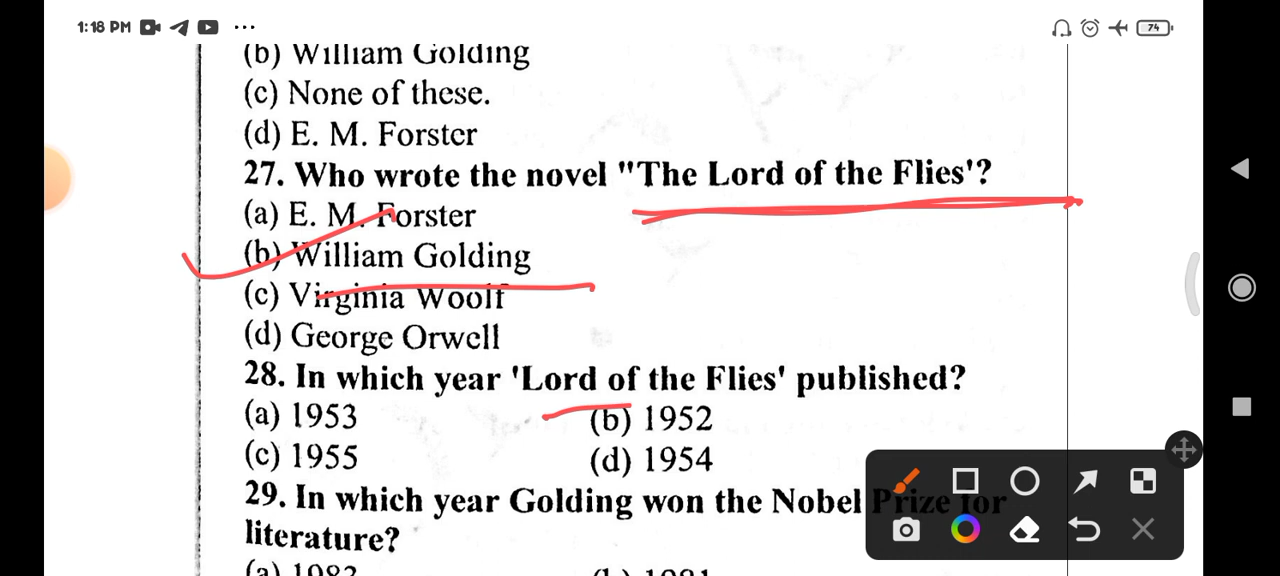 1:18 PM ...
74
(b) William Golding
(c) None of these.
(d) E. M. Forster
27. Who wrote the novel "The Lord of the Flies'?
(a) E. M. Forster
(b) William Golding
(c) Virginia Woolf
(d) George Orwell
28. In which year 'Lord of the Flies' published?
(a) 1953 (b) 1952
(c) 1955 (d) 1954
29. In which year Golding won the Nobel Prize for
literature?
(a) 1983 (b) 1981